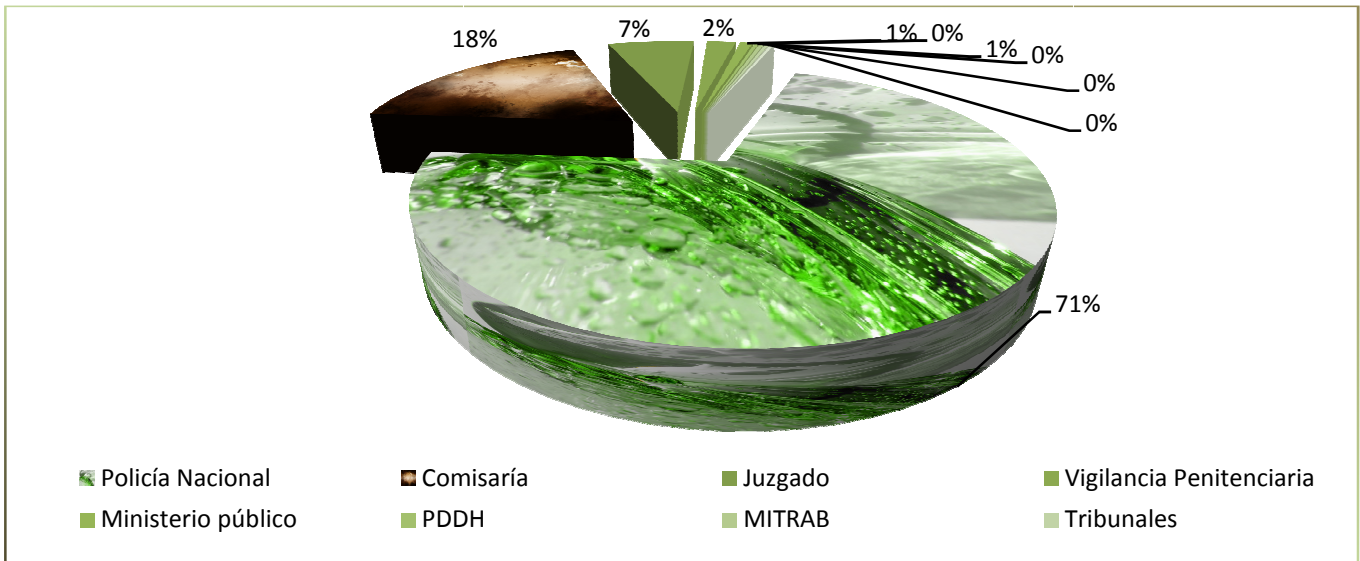 7% 2% 1% 0%
18% 1% 0%
0%
0%
71%
Policía Nacional Comisaría Juzgado Vigilancia Penitenciaria
Ministerio público PDDH MITRAB Tribunales